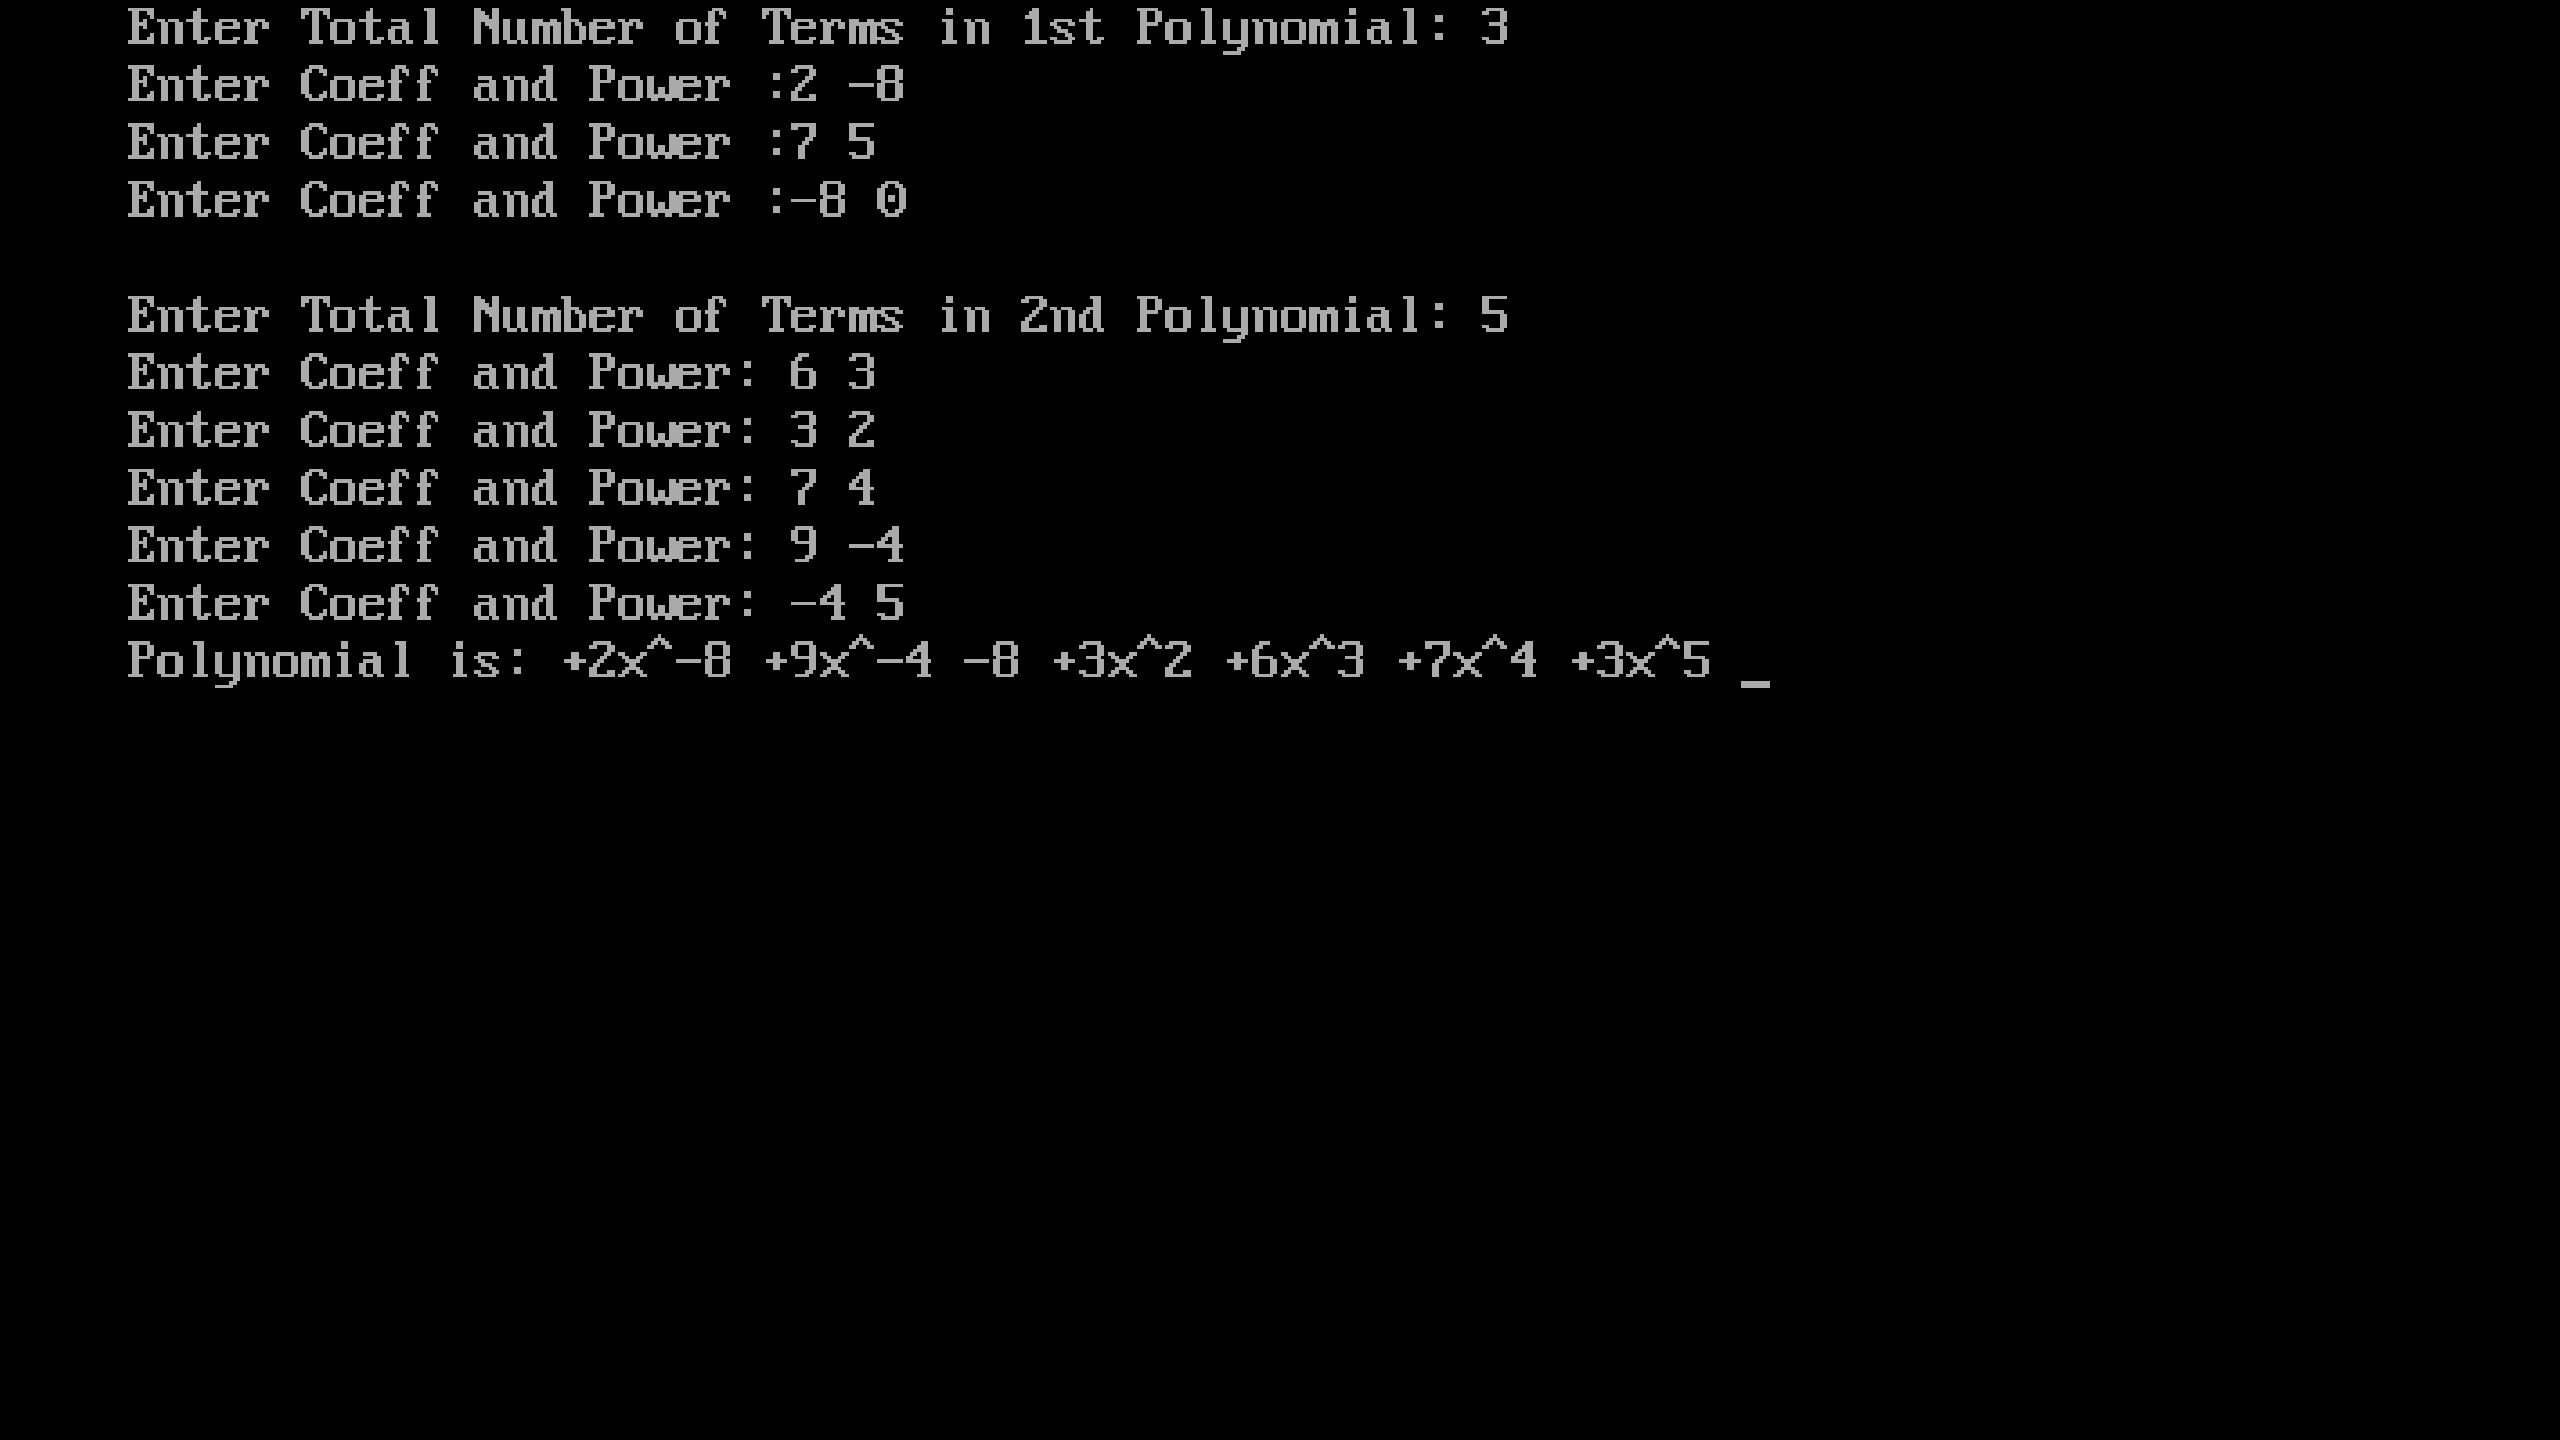 Enter Total Number of Terms in 1st Polynomial: 3
Enter Coeff and Power :2 -8
Enter Coeff and Power :7 5
Enter Coeff and Power :-8 0
Enter Total Number of Terms in 2nd Polynomial: 5
Enter Coeff and Power: 6 3
Enter Coeff and Power: 3 2
Enter Coeff and Power: 7 4
Enter Coeff and Power: 9 -4
Enter Coeff and Power: -4 5
Polynomial is: +2x^-8 +9x^-4 -8 +3x^2 +6x^3 +7x^4 +3x^5 _